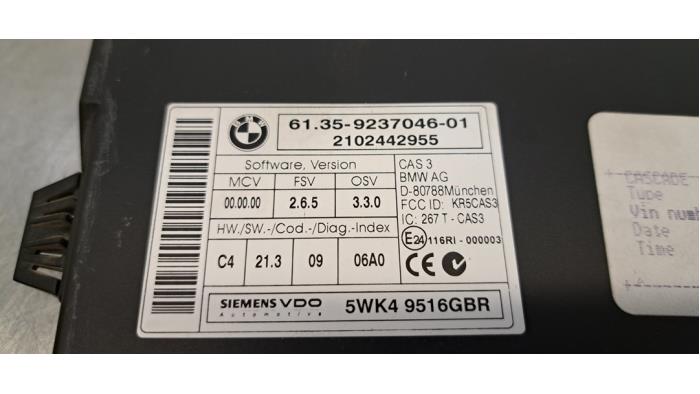 BMW
61.35-9237046-01
2102442955
Software, Version
MCV FSV OSV
00.00.00 2.6.5 3.3.0
HW./SW.-/Cod.-/Diag.-Index
C4 21.3 09 06A0
CAS 3
BMW AG
D-80788München
FCC ID: KR5CAS3
IC: 267 T - CAS3
E24 116RI - 000003
CE
SIEMENS VDO
Automotive
5WK4 9516GBR
CASCADE
Type
Vin numb
Date
Time